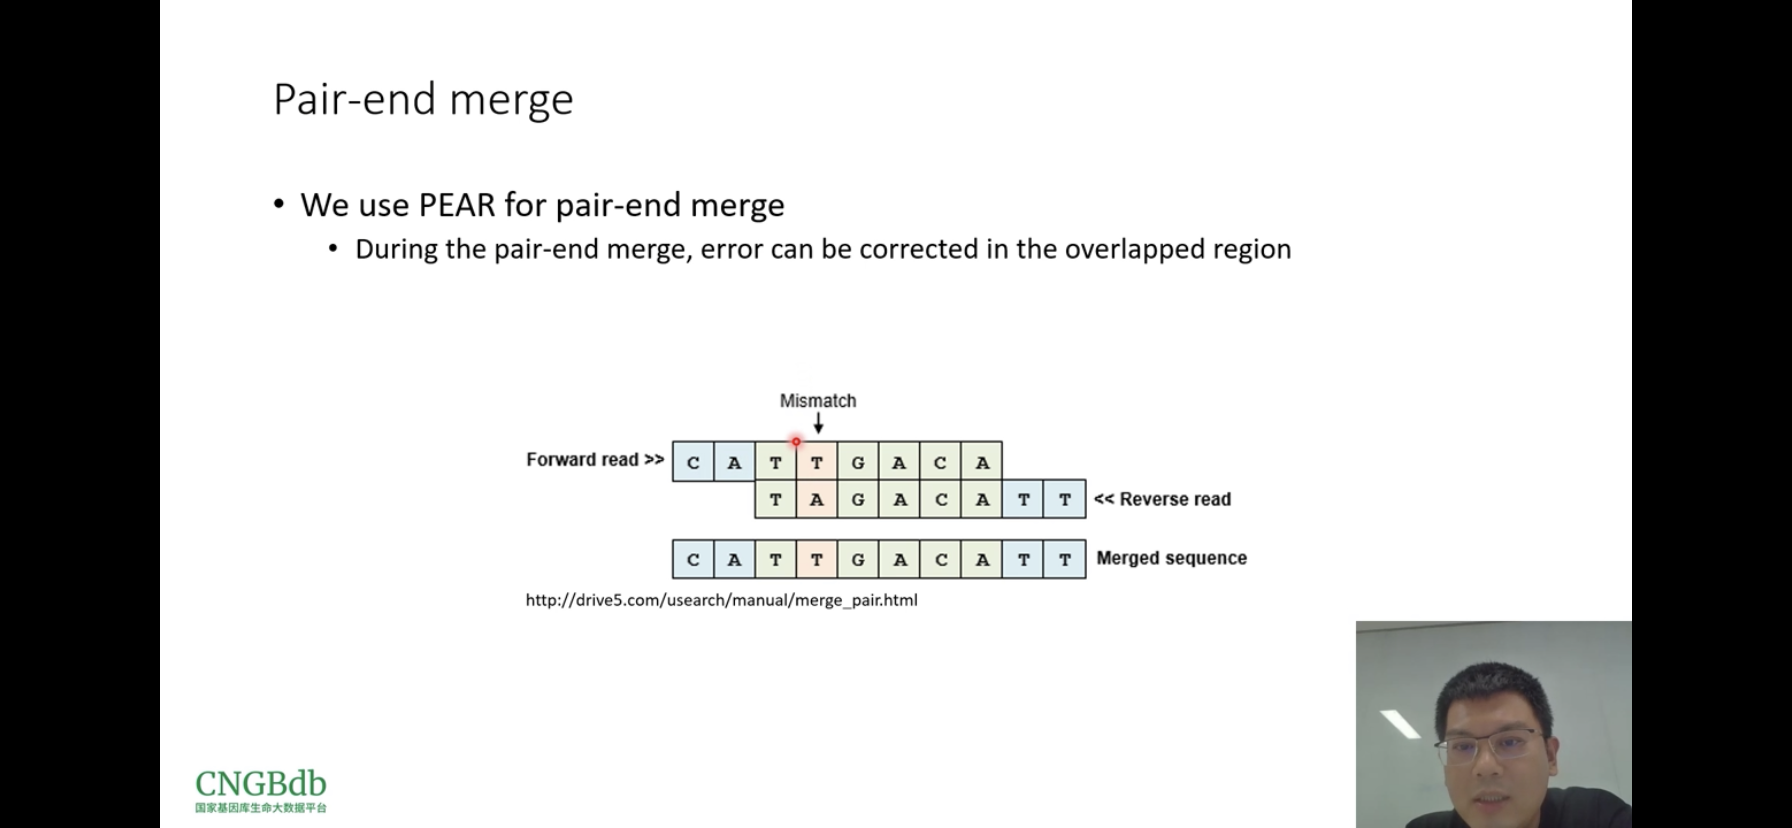 Pair-end merge
• We use PEAR for pair-end merge
• During the pair-end merge, error can be corrected in the overlapped region
Mismatch
Forward read >> C A T T G A C A
T A G A C A T T << Reverse read
C A T T G A C A T T Merged sequence
http://drive5.com/usearch/manual/merge_pair.html
CNGBdb
国家基因库生命大数据平台